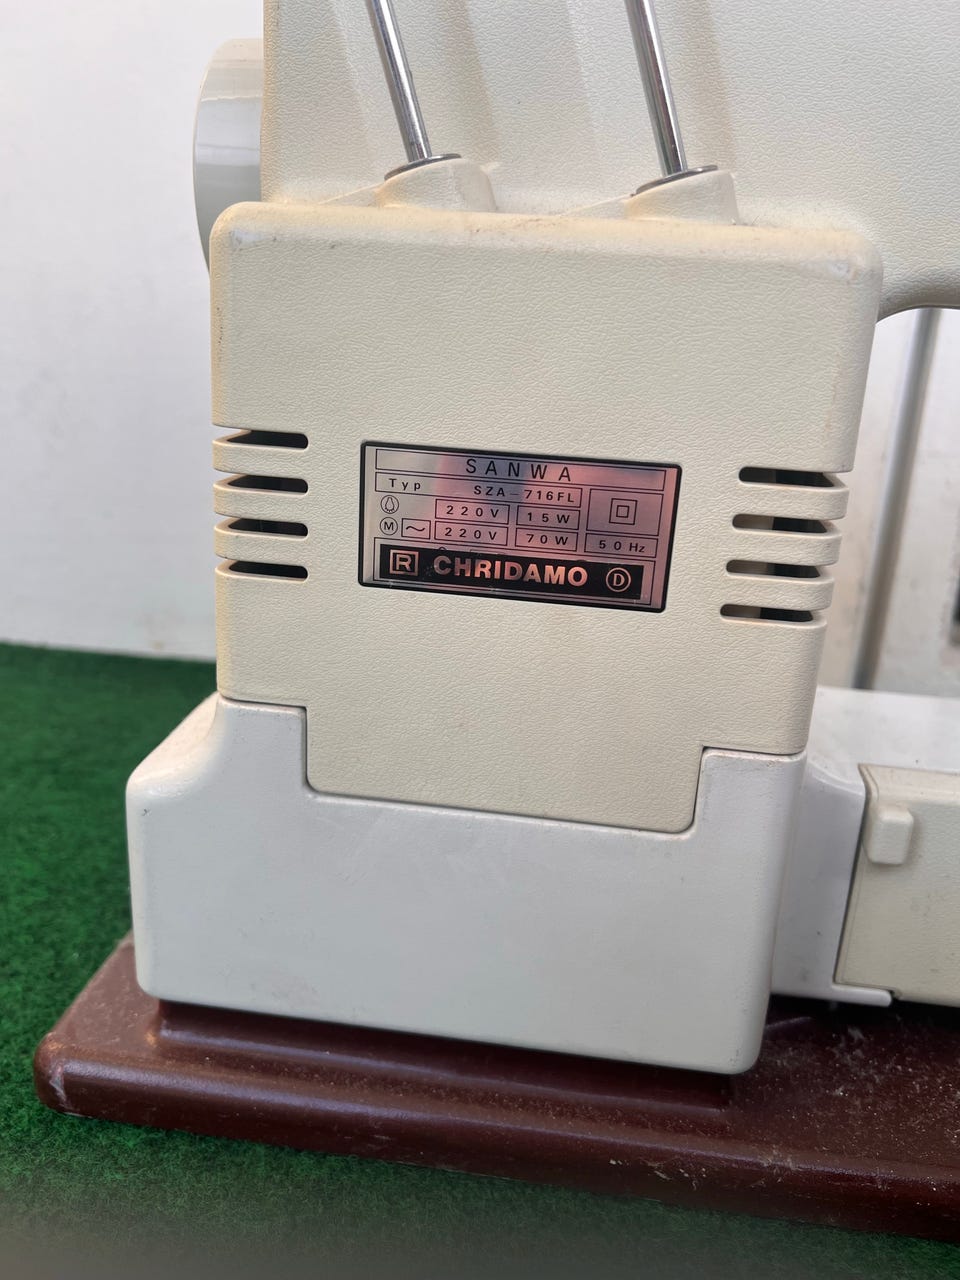 SANWA
Typ SZA-716FL
220V 15W
M ~ 220V 70W 50Hz
R CHRIDAMO D